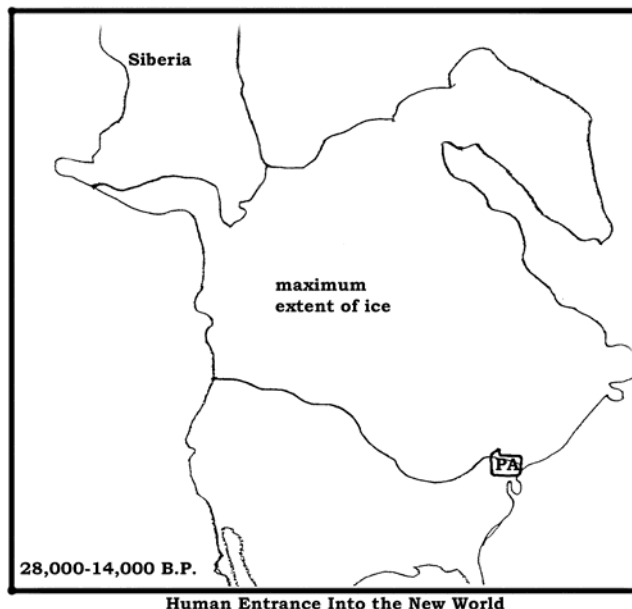 Siberia
maximum
extent of ice
PA
28,000-14,000 B.P.
Human Entrance Into the New World